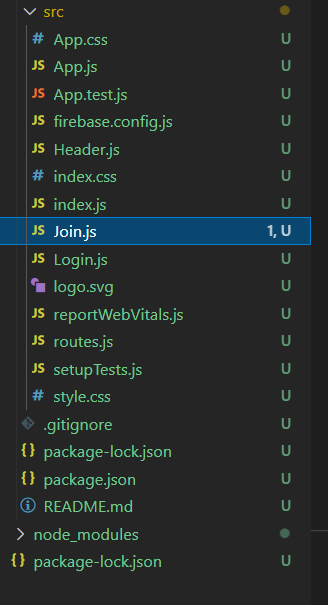 src
# App.css U
JS App.js U
JS App.test.js U
JS firebase.config.js U
JS Header.js U
# index.css U
JS index.js U
JS Join.js 1, U
JS Login.js U
logo.svg U
JS reportWebVitals.js U
JS routes.js U
JS setupTests.js U
# style.css U
.gitignore U
{} package-lock.json U
{} package.json U
README.md U
node_modules
{} package-lock.json U